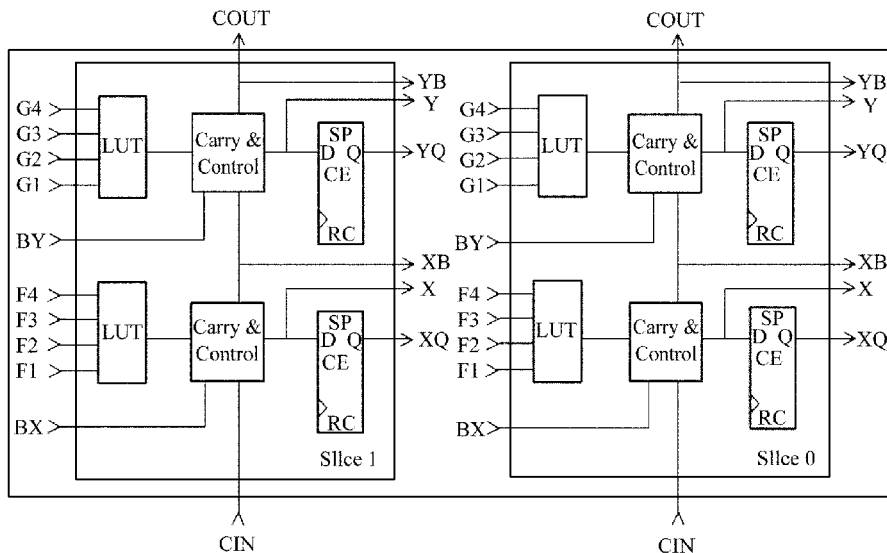 COUT
YB
Y
G4
G3
G2
G1
LUT
Carry &
Control
SP
D Q
CE
RC
YQ
BY
XB
X
F4
F3
F2
F1
LUT
Carry &
Control
SP
D Q
CE
RC
XQ
BX
Sllce 1
CIN
COUT
YB
Y
G4
G3
G2
G1
LUT
Carry &
Control
SP
D Q
CE
RC
YQ
BY
XB
X
F4
F3
F2
F1
LUT
Carry &
Control
SP
D Q
CE
RC
XQ
BX
Sllce 0
CIN